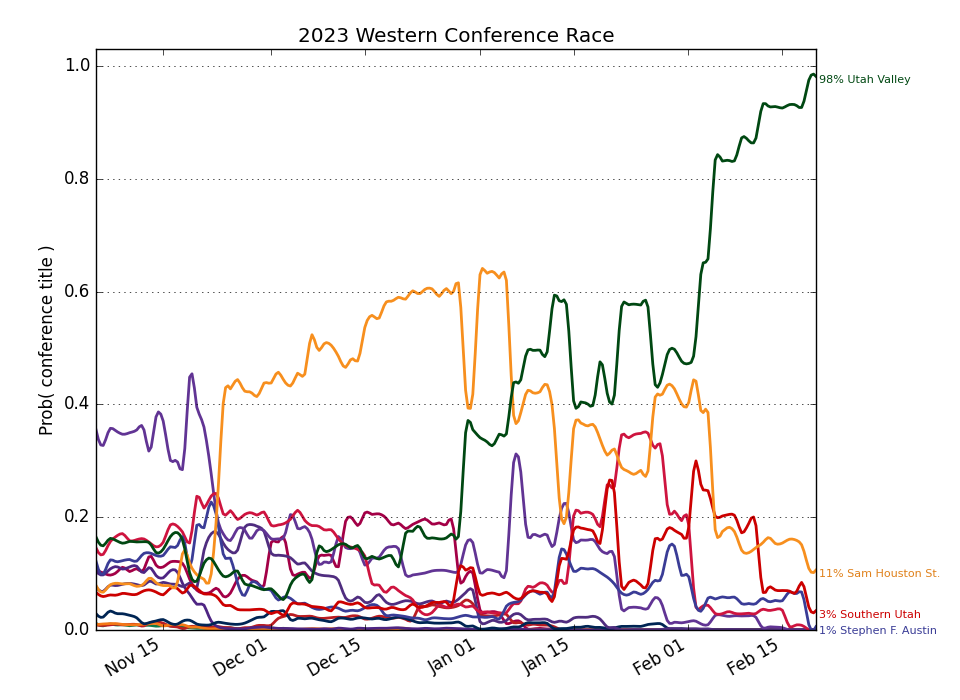 2023 Western Conference Race
Prob( conference title )
1.0
0.8
0.6
0.4
0.2
0.0
Nov 15
Dec 01
Dec 15
Jan 01
Jan 15
Feb 01
Feb 15
98% Utah Valley
11% Sam Houston St.
3% Southern Utah
1% Stephen F. Austin